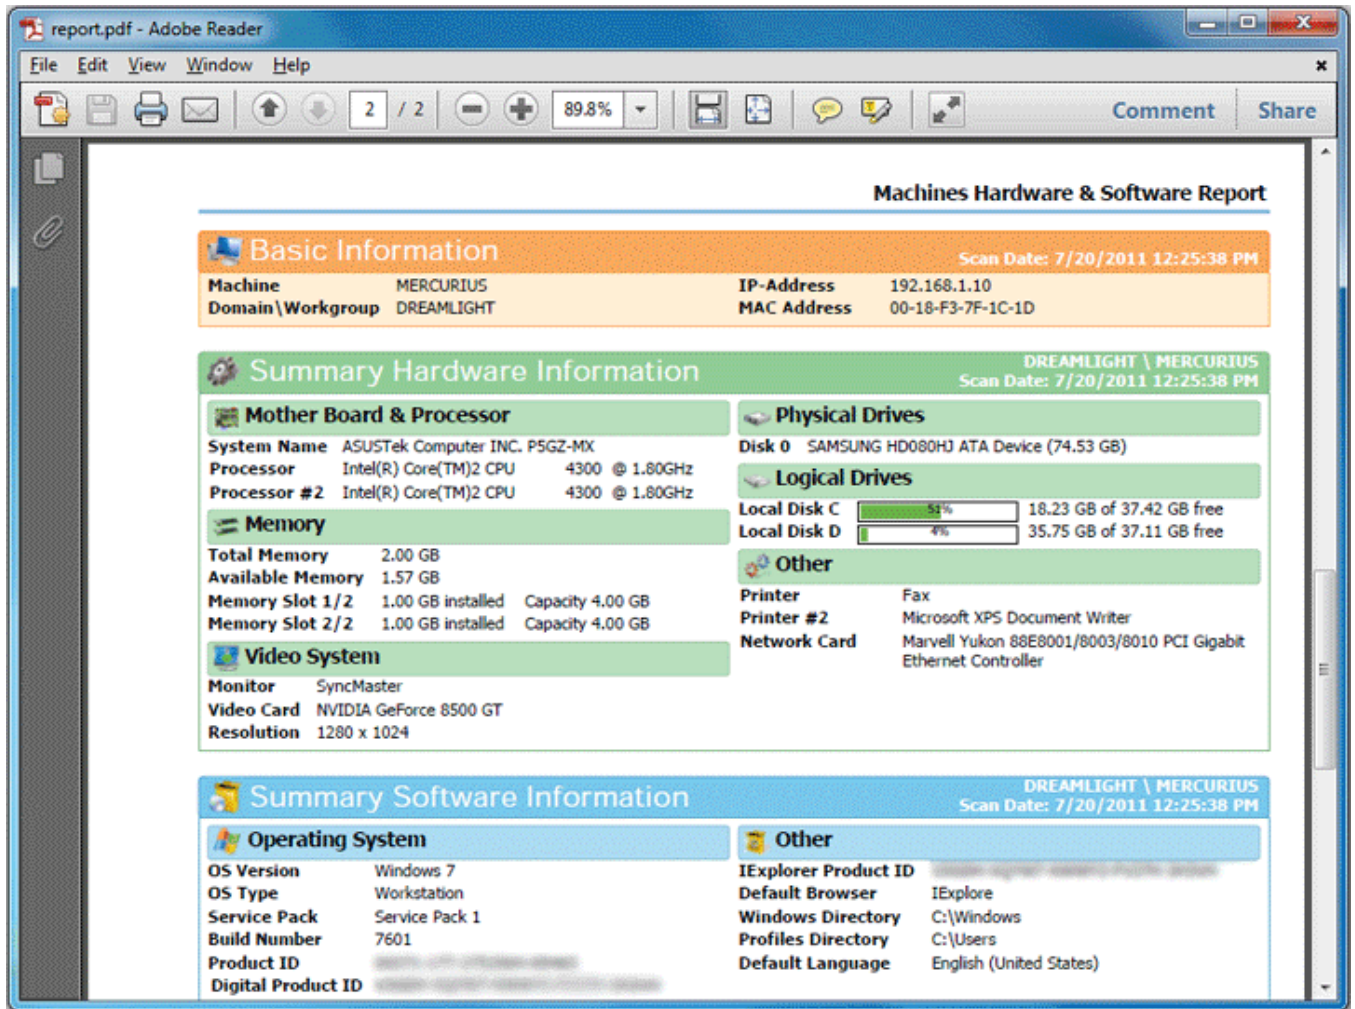 report.pdf - Adobe Reader
File Edit View Window Help
2 / 2 89.8% Comment Share
Machines Hardware & Software Report
Basic Information
Scan Date: 7/20/2011 12:25:38 PM
Machine MERCURIUS IP-Address 192.168.1.10
Domain\Workgroup DREAMLIGHT MAC Address 00-18-F3-7F-1C-1D
Summary Hardware Information
DREAMLIGHT \ MERCURIUS
Scan Date: 7/20/2011 12:25:38 PM
Mother Board & Processor
System Name ASUSTek Computer INC. P5GZ-MX
Processor Intel(R) Core(TM)2 CPU 4300 @ 1.80GHz
Processor #2 Intel(R) Core(TM)2 CPU 4300 @ 1.80GHz
Memory
Total Memory 2.00 GB
Available Memory 1.57 GB
Memory Slot 1/2 1.00 GB installed Capacity 4.00 GB
Memory Slot 2/2 1.00 GB installed Capacity 4.00 GB
Video System
Monitor SyncMaster
Video Card NVIDIA GeForce 8500 GT
Resolution 1280 x 1024
Physical Drives
Disk 0 SAMSUNG HD080HJ ATA Device (74.53 GB)
Logical Drives
Local Disk C 51% 18.23 GB of 37.42 GB free
Local Disk D 4% 35.75 GB of 37.11 GB free
Other
Printer Fax
Printer #2 Microsoft XPS Document Writer
Network Card Marvell Yukon 88E8001/8003/8010 PCI Gigabit
Ethernet Controller
Summary Software Information
DREAMLIGHT \ MERCURIUS
Scan Date: 7/20/2011 12:25:38 PM
Operating System
OS Version Windows 7
OS Type Workstation
Service Pack Service Pack 1
Build Number 7601
Product ID
Digital Product ID
Other
IExplorer Product ID
Default Browser IExplore
Windows Directory C:\Windows
Profiles Directory C:\Users
Default Language English (United States)